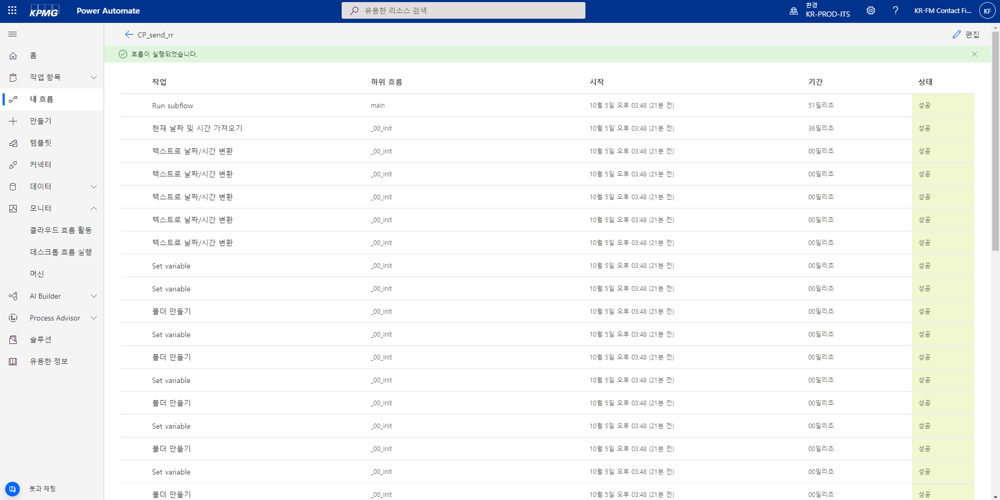 KPMG Power Automate 유용한 리소스 검색 환경 KR-PROD-ITS ? KR-FM Contact Fi... KF
CP_send_rr 편집
흐름이 실행되었습니다.
홈
작업 항목
내 흐름
만들기
템플릿
커넥터
데이터
모니터
클라우드 흐름 활동
데스크톱 흐름 실행
머신
AI Builder
Process Advisor
솔루션
유용한 정보
봇과 채팅
작업 하위 흐름 시작 기간 상태
Run subflow main 10월 5일 오후 03:48 (21분 전) 51밀리초 성공
현재 날짜 및 시간 가져오기 _00_init 10월 5일 오후 03:48 (21분 전) 36밀리초 성공
텍스트로 날짜/시간 변환 _00_init 10월 5일 오후 03:48 (21분 전) 00밀리초 성공
텍스트로 날짜/시간 변환 _00_init 10월 5일 오후 03:48 (21분 전) 00밀리초 성공
텍스트로 날짜/시간 변환 _00_init 10월 5일 오후 03:48 (21분 전) 00밀리초 성공
텍스트로 날짜/시간 변환 _00_init 10월 5일 오후 03:48 (21분 전) 00밀리초 성공
텍스트로 날짜/시간 변환 _00_init 10월 5일 오후 03:48 (21분 전) 00밀리초 성공
Set variable _00_init 10월 5일 오후 03:48 (21분 전) 00밀리초 성공
Set variable _00_init 10월 5일 오후 03:48 (21분 전) 00밀리초 성공
폴더 만들기 _00_init 10월 5일 오후 03:48 (21분 전) 00밀리초 성공
Set variable _00_init 10월 5일 오후 03:48 (21분 전) 00밀리초 성공
폴더 만들기 _00_init 10월 5일 오후 03:48 (21분 전) 00밀리초 성공
Set variable _00_init 10월 5일 오후 03:48 (21분 전) 00밀리초 성공
폴더 만들기 _00_init 10월 5일 오후 03:48 (21분 전) 00밀리초 성공
Set variable _00_init 10월 5일 오후 03:48 (21분 전) 00밀리초 성공
폴더 만들기 _00_init 10월 5일 오후 03:48 (21분 전) 00밀리초 성공
Set variable _00_init 10월 5일 오후 03:48 (21분 전) 00밀리초 성공
폴더 만들기 _00_init 10월 5일 오후 03:48 (21분 전) 00밀리초 성공